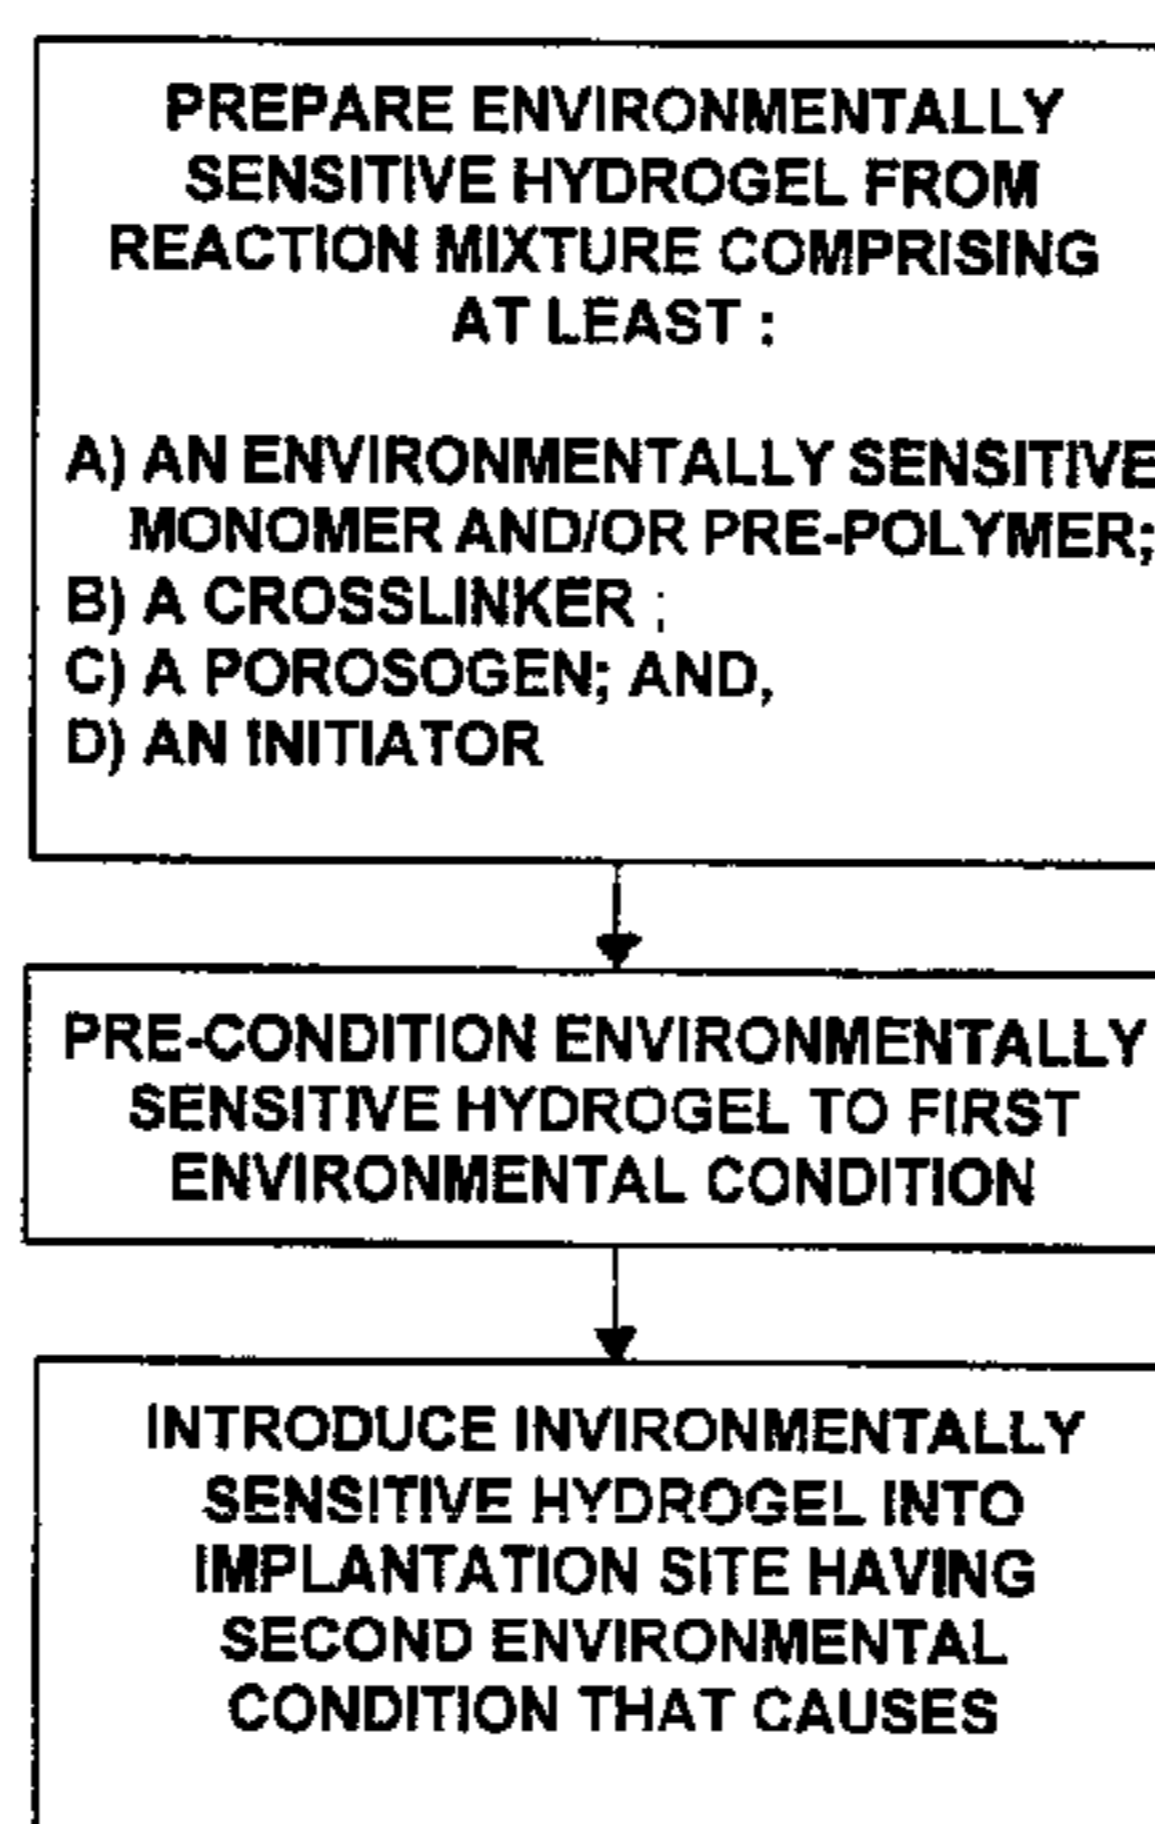 PREPARE ENVIRONMENTALLY
SENSITIVE HYDROGEL FROM
REACTION MIXTURE COMPRISING
AT LEAST :
A) AN ENVIRONMENTALLY SENSITIVE
MONOMER AND/OR PRE-POLYMER;
B) A CROSSLINKER ;
C) A POROSOGEN; AND,
D) AN INITIATOR
PRE-CONDITION ENVIRONMENTALLY
SENSITIVE HYDROGEL TO FIRST
ENVIRONMENTAL CONDITION
INTRODUCE INVIRONMENTALLY
SENSITIVE HYDROGEL INTO
IMPLANTATION SITE HAVING
SECOND ENVIRONMENTAL
CONDITION THAT CAUSES